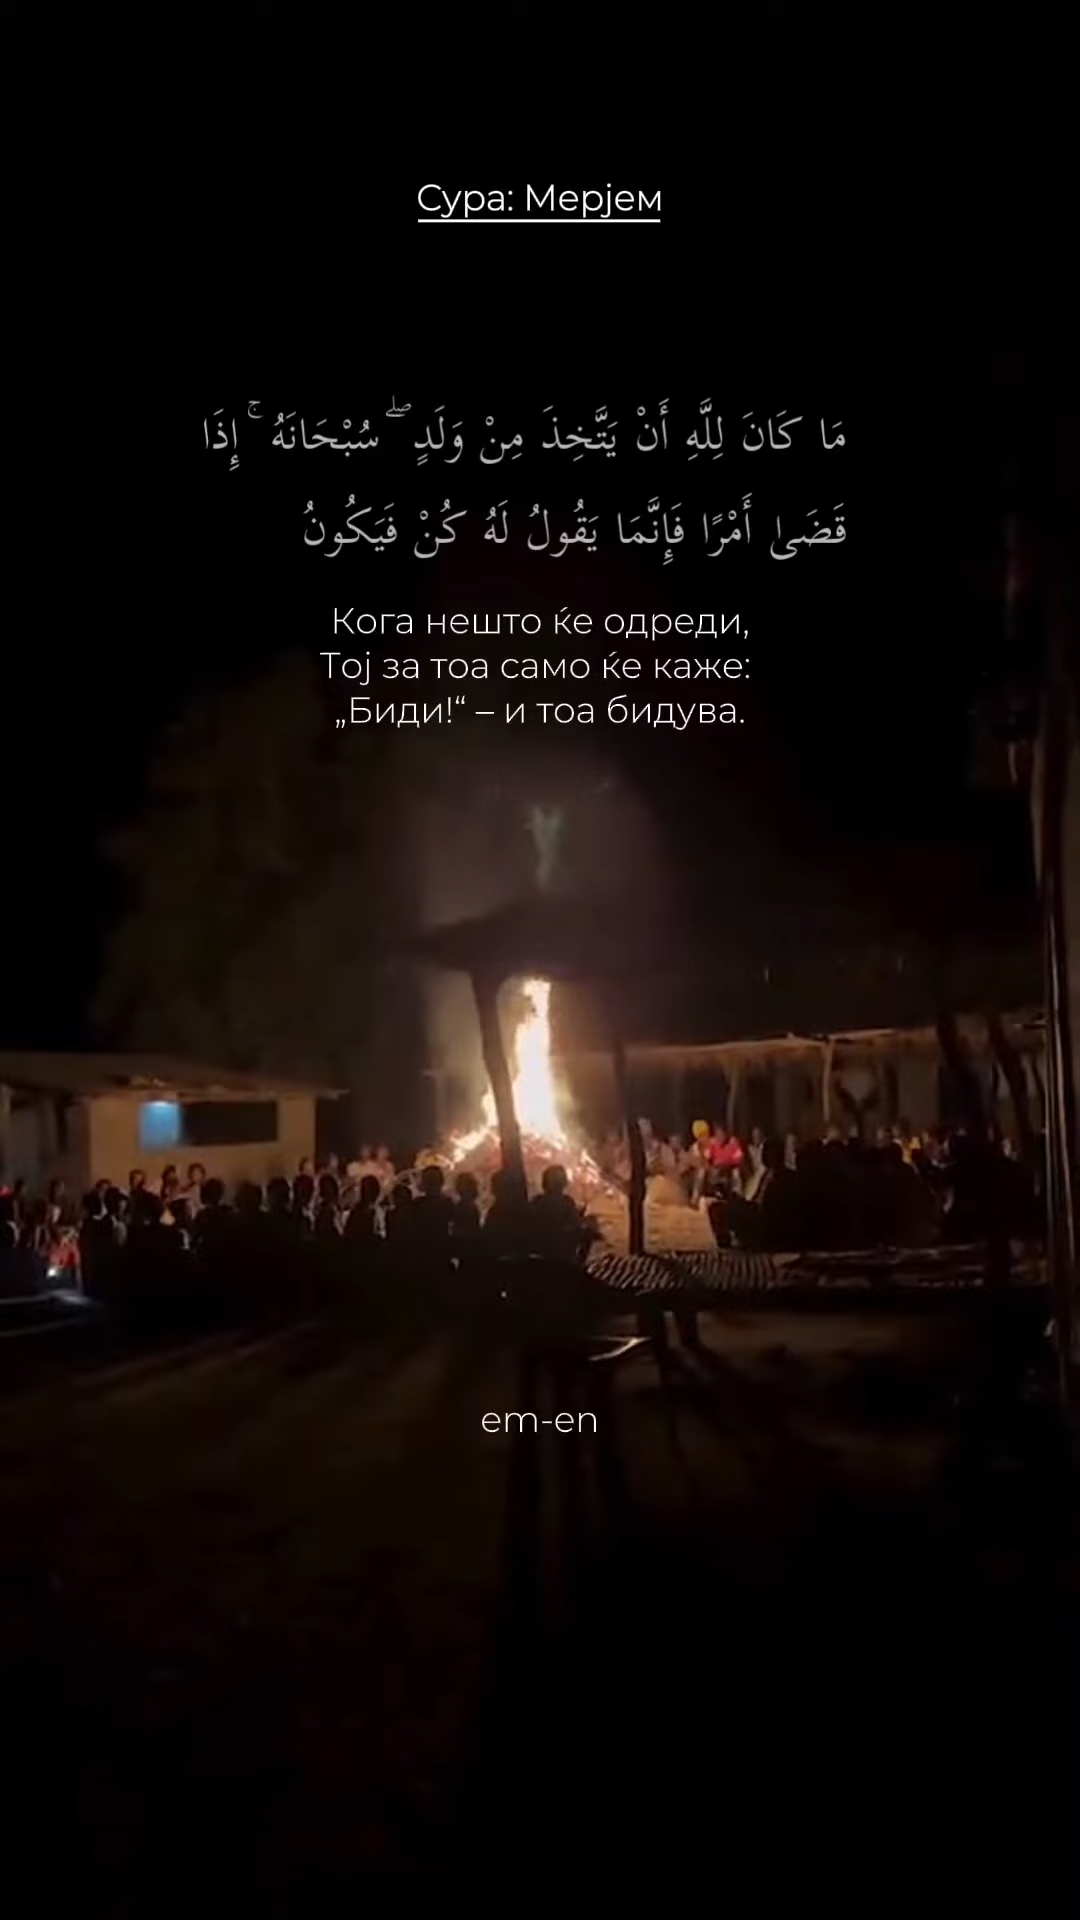 Сура: Мерјем
مَا كَانَ لِلَّهِ أَنْ يَتَّخِذَ مِنْ وَلَدٍ ۖ سُبْحَانَهُ ۚ إِذَا
قَضَىٰ أَمْرًا فَإِنَّمَا يَقُولُ لَهُ كُنْ فَيَكُونُ
Кога нешто ќе одреди,
Тој за тоа само ќе каже:
„Биди!“ – и тоа бидува.
em-en